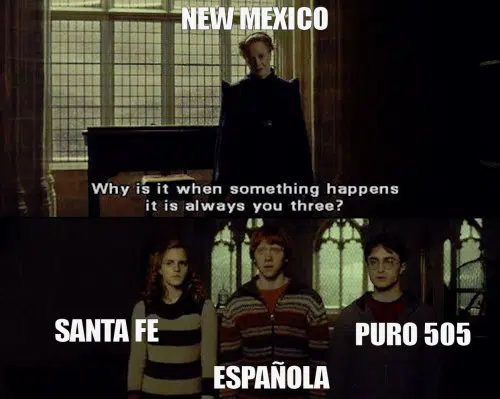 NEW MEXICO
Why is it when something happens
it is always you three?
SANTA FE
PURO 505
ESPAÑOLA